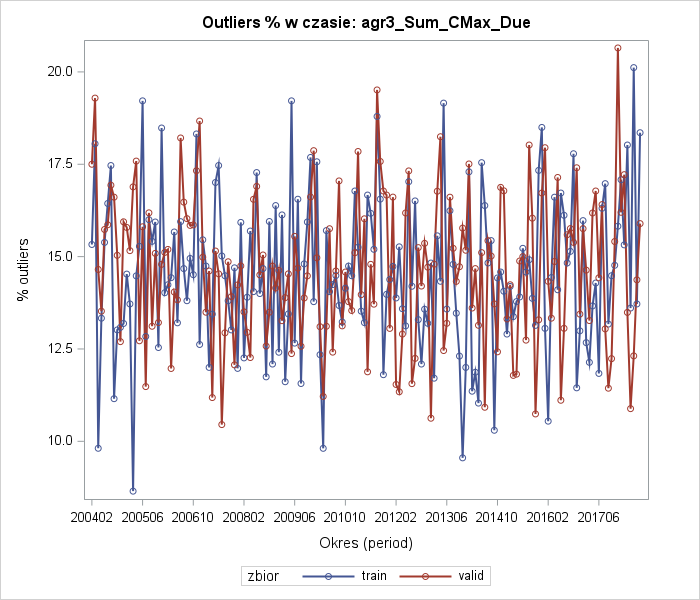 Outliers % w czasie: agr3_Sum_CMax_Due
% outliers
20.0
17.5
15.0
12.5
10.0
200402 200506 200610 200802 200906 201010 201202 201306 201410 201602 201706
Okres (period)
zbior train valid